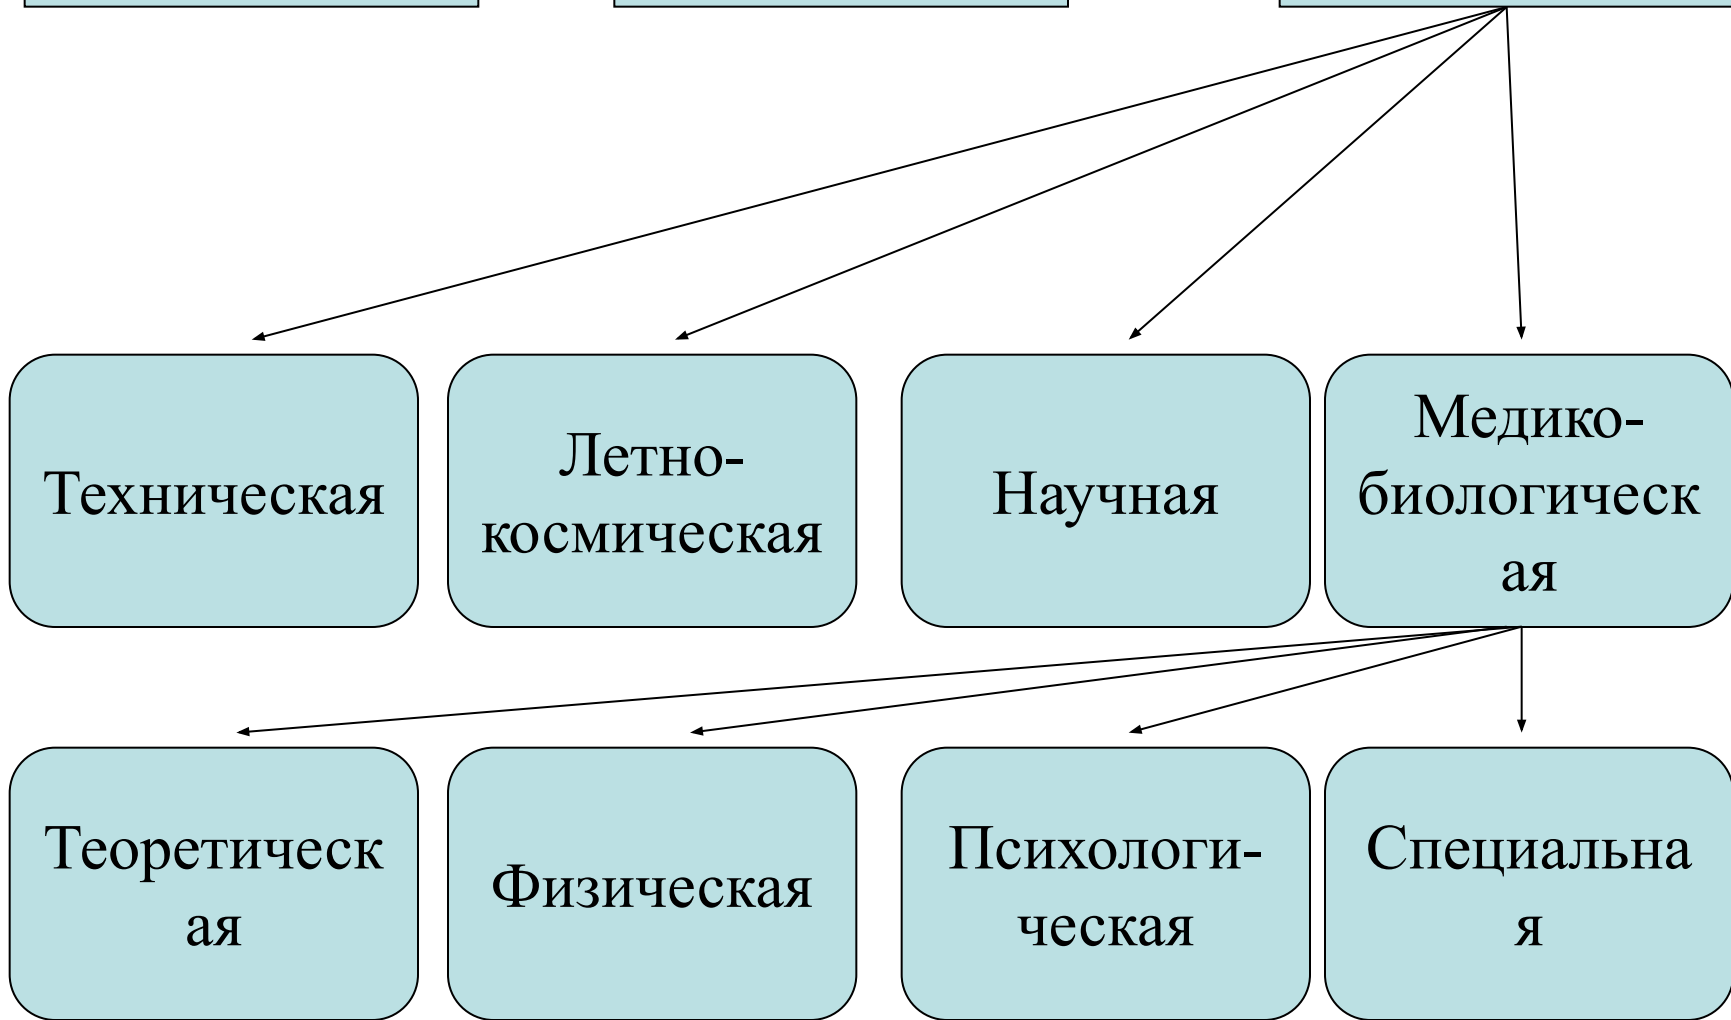 Техническая
Летно-
космическая
Научная
Медико-
биологическ
ая
Теоретическ
ая
Физическая
Психологи-
ческая
Специальна
я